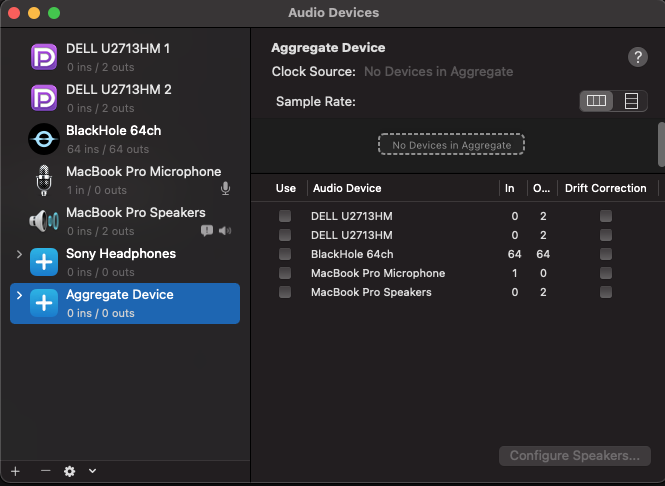 Audio Devices
DELL U2713HM 1
0 ins / 2 outs
DELL U2713HM 2
0 ins / 2 outs
BlackHole 64ch
64 ins / 64 outs
MacBook Pro Microphone
1 in / 0 outs
MacBook Pro Speakers
0 ins / 2 outs
Sony Headphones
0 ins / 0 outs
Aggregate Device
0 ins / 0 outs
Aggregate Device
?
Clock Source: No Devices in Aggregate
Sample Rate:
No Devices in Aggregate
Use Audio Device In O... Drift Correction
DELL U2713HM 0 2
DELL U2713HM 0 2
BlackHole 64ch 64 64
MacBook Pro Microphone 1 0
MacBook Pro Speakers 0 2
Configure Speakers...